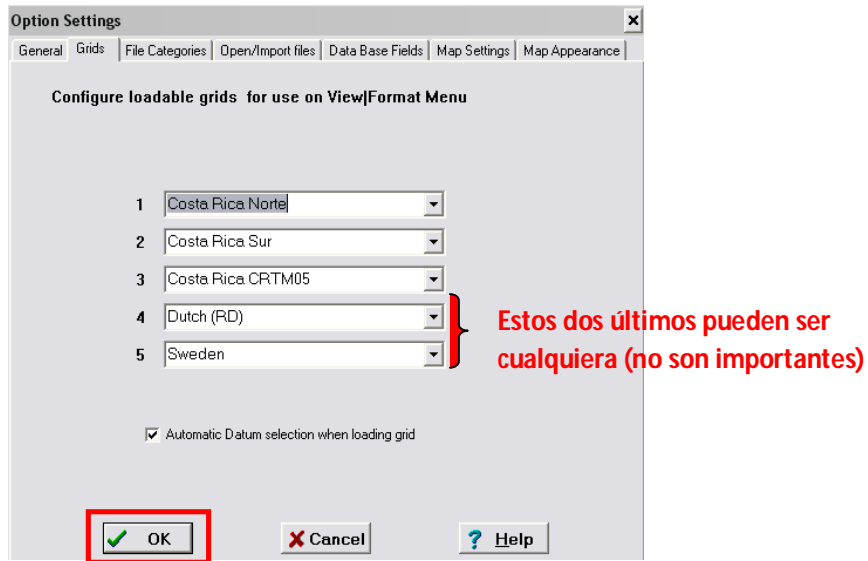 Option Settings
General Grids File Categories Open/Import files Data Base Fields Map Settings Map Appearance
Configure loadable grids for use on View|Format Menu
1 Costa Rica Norte
2 Costa Rica Sur
3 Costa Rica CRTM05
4 Dutch (RD)
5 Sweden
Estos dos últimos pueden ser
cualquiera (no son importantes)
Automatic Datum selection when loading grid
OK Cancel ? Help